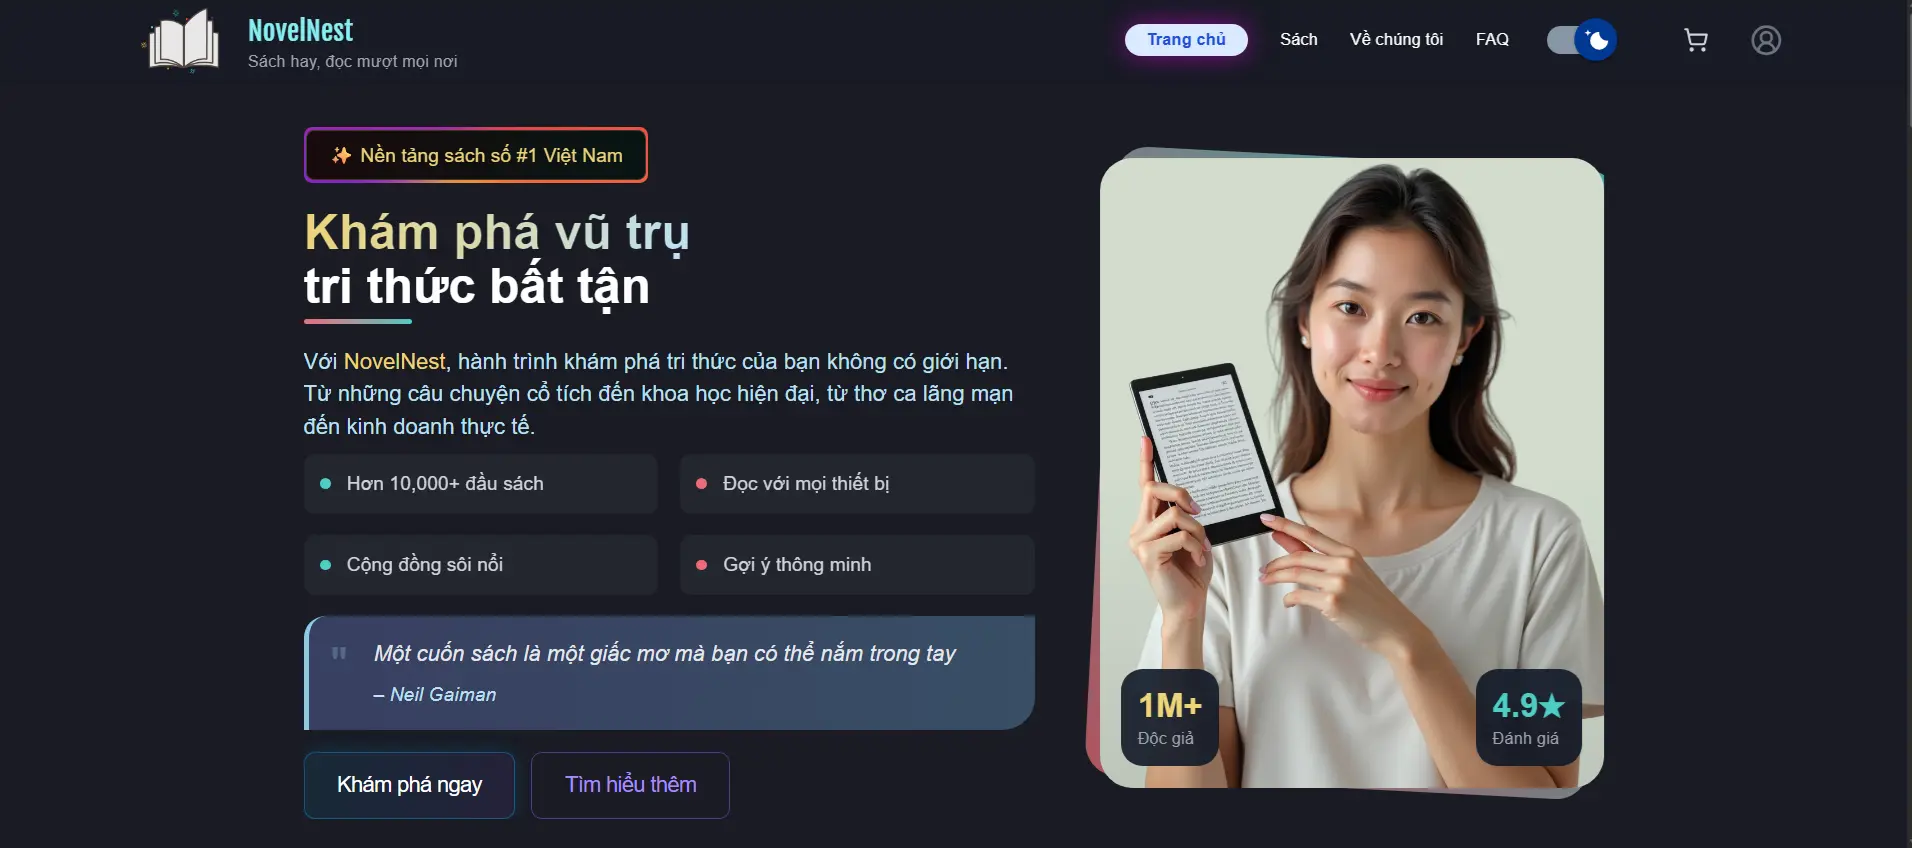 NovelNest
Sách hay, đọc mượt mọi nơi
Trang chủ
Sách
Về chúng tôi
FAQ
Nền tảng sách số #1 Việt Nam
Khám phá vũ trụ
tri thức bất tận
Với NovelNest, hành trình khám phá tri thức của bạn không có giới hạn.
Từ những câu chuyện cổ tích đến khoa học hiện đại, từ thơ ca lãng mạn
đến kinh doanh thực tế.
Hơn 10,000+ đầu sách
Đọc với mọi thiết bị
Cộng đồng sôi nổi
Gợi ý thông minh
" Một cuốn sách là một giấc mơ mà bạn có thể nắm trong tay
– Neil Gaiman
Khám phá ngay
Tìm hiểu thêm
1M+
Độc giả
4.9★
Đánh giá